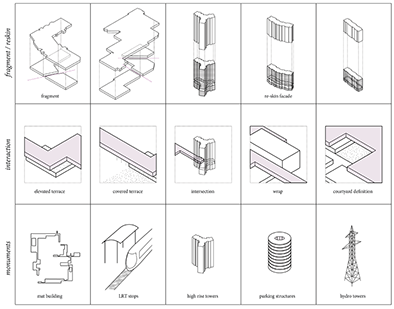 fragment / reskin
fragment
re-skin facade
interaction
elevated terrace
covered terrace
intersection
wrap
courtyard definition
monuments
mat building
LRT stops
high rise towers
parking structures
hydro towers